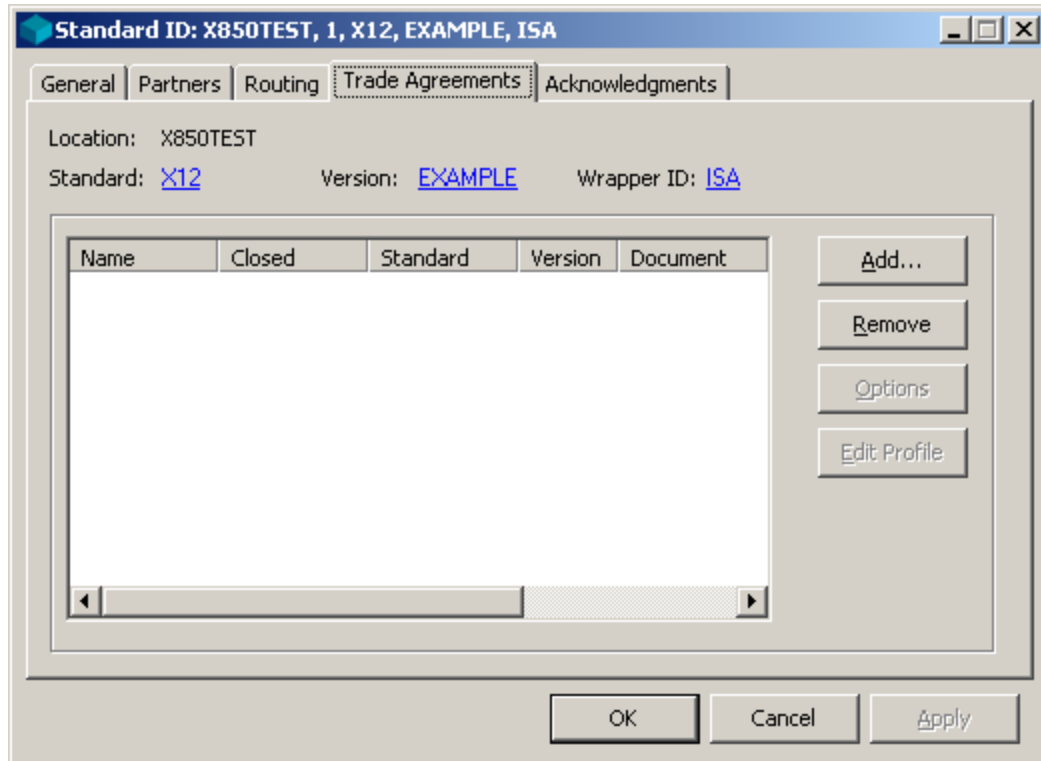 Standard ID: X850TEST, 1, X12, EXAMPLE, ISA
General Partners Routing Trade Agreements Acknowledgments
Location: X850TEST
Standard: X12 Version: EXAMPLE Wrapper ID: ISA
Name Closed Standard Version Document
Add...
Remove
Options
Edit Profile
OK Cancel Apply